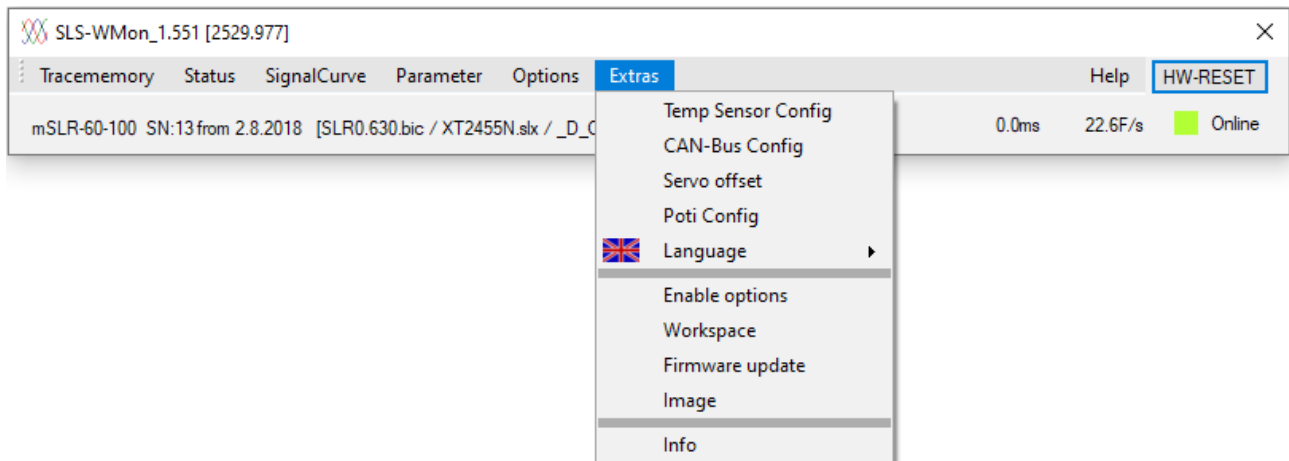 SLS-WMon_1.551 [2529.977]
Tracememory Status SignalCurve Parameter Options Extras Help HW-RESET
mSLR-60-100 SN:13 from 2.8.2018 [SLR0.630.bic / XT2455N.slx / _D_ 0.0ms 22.6F/s Online
Temp Sensor Config
CAN-Bus Config
Servo offset
Poti Config
Language
Enable options
Workspace
Firmware update
Image
Info